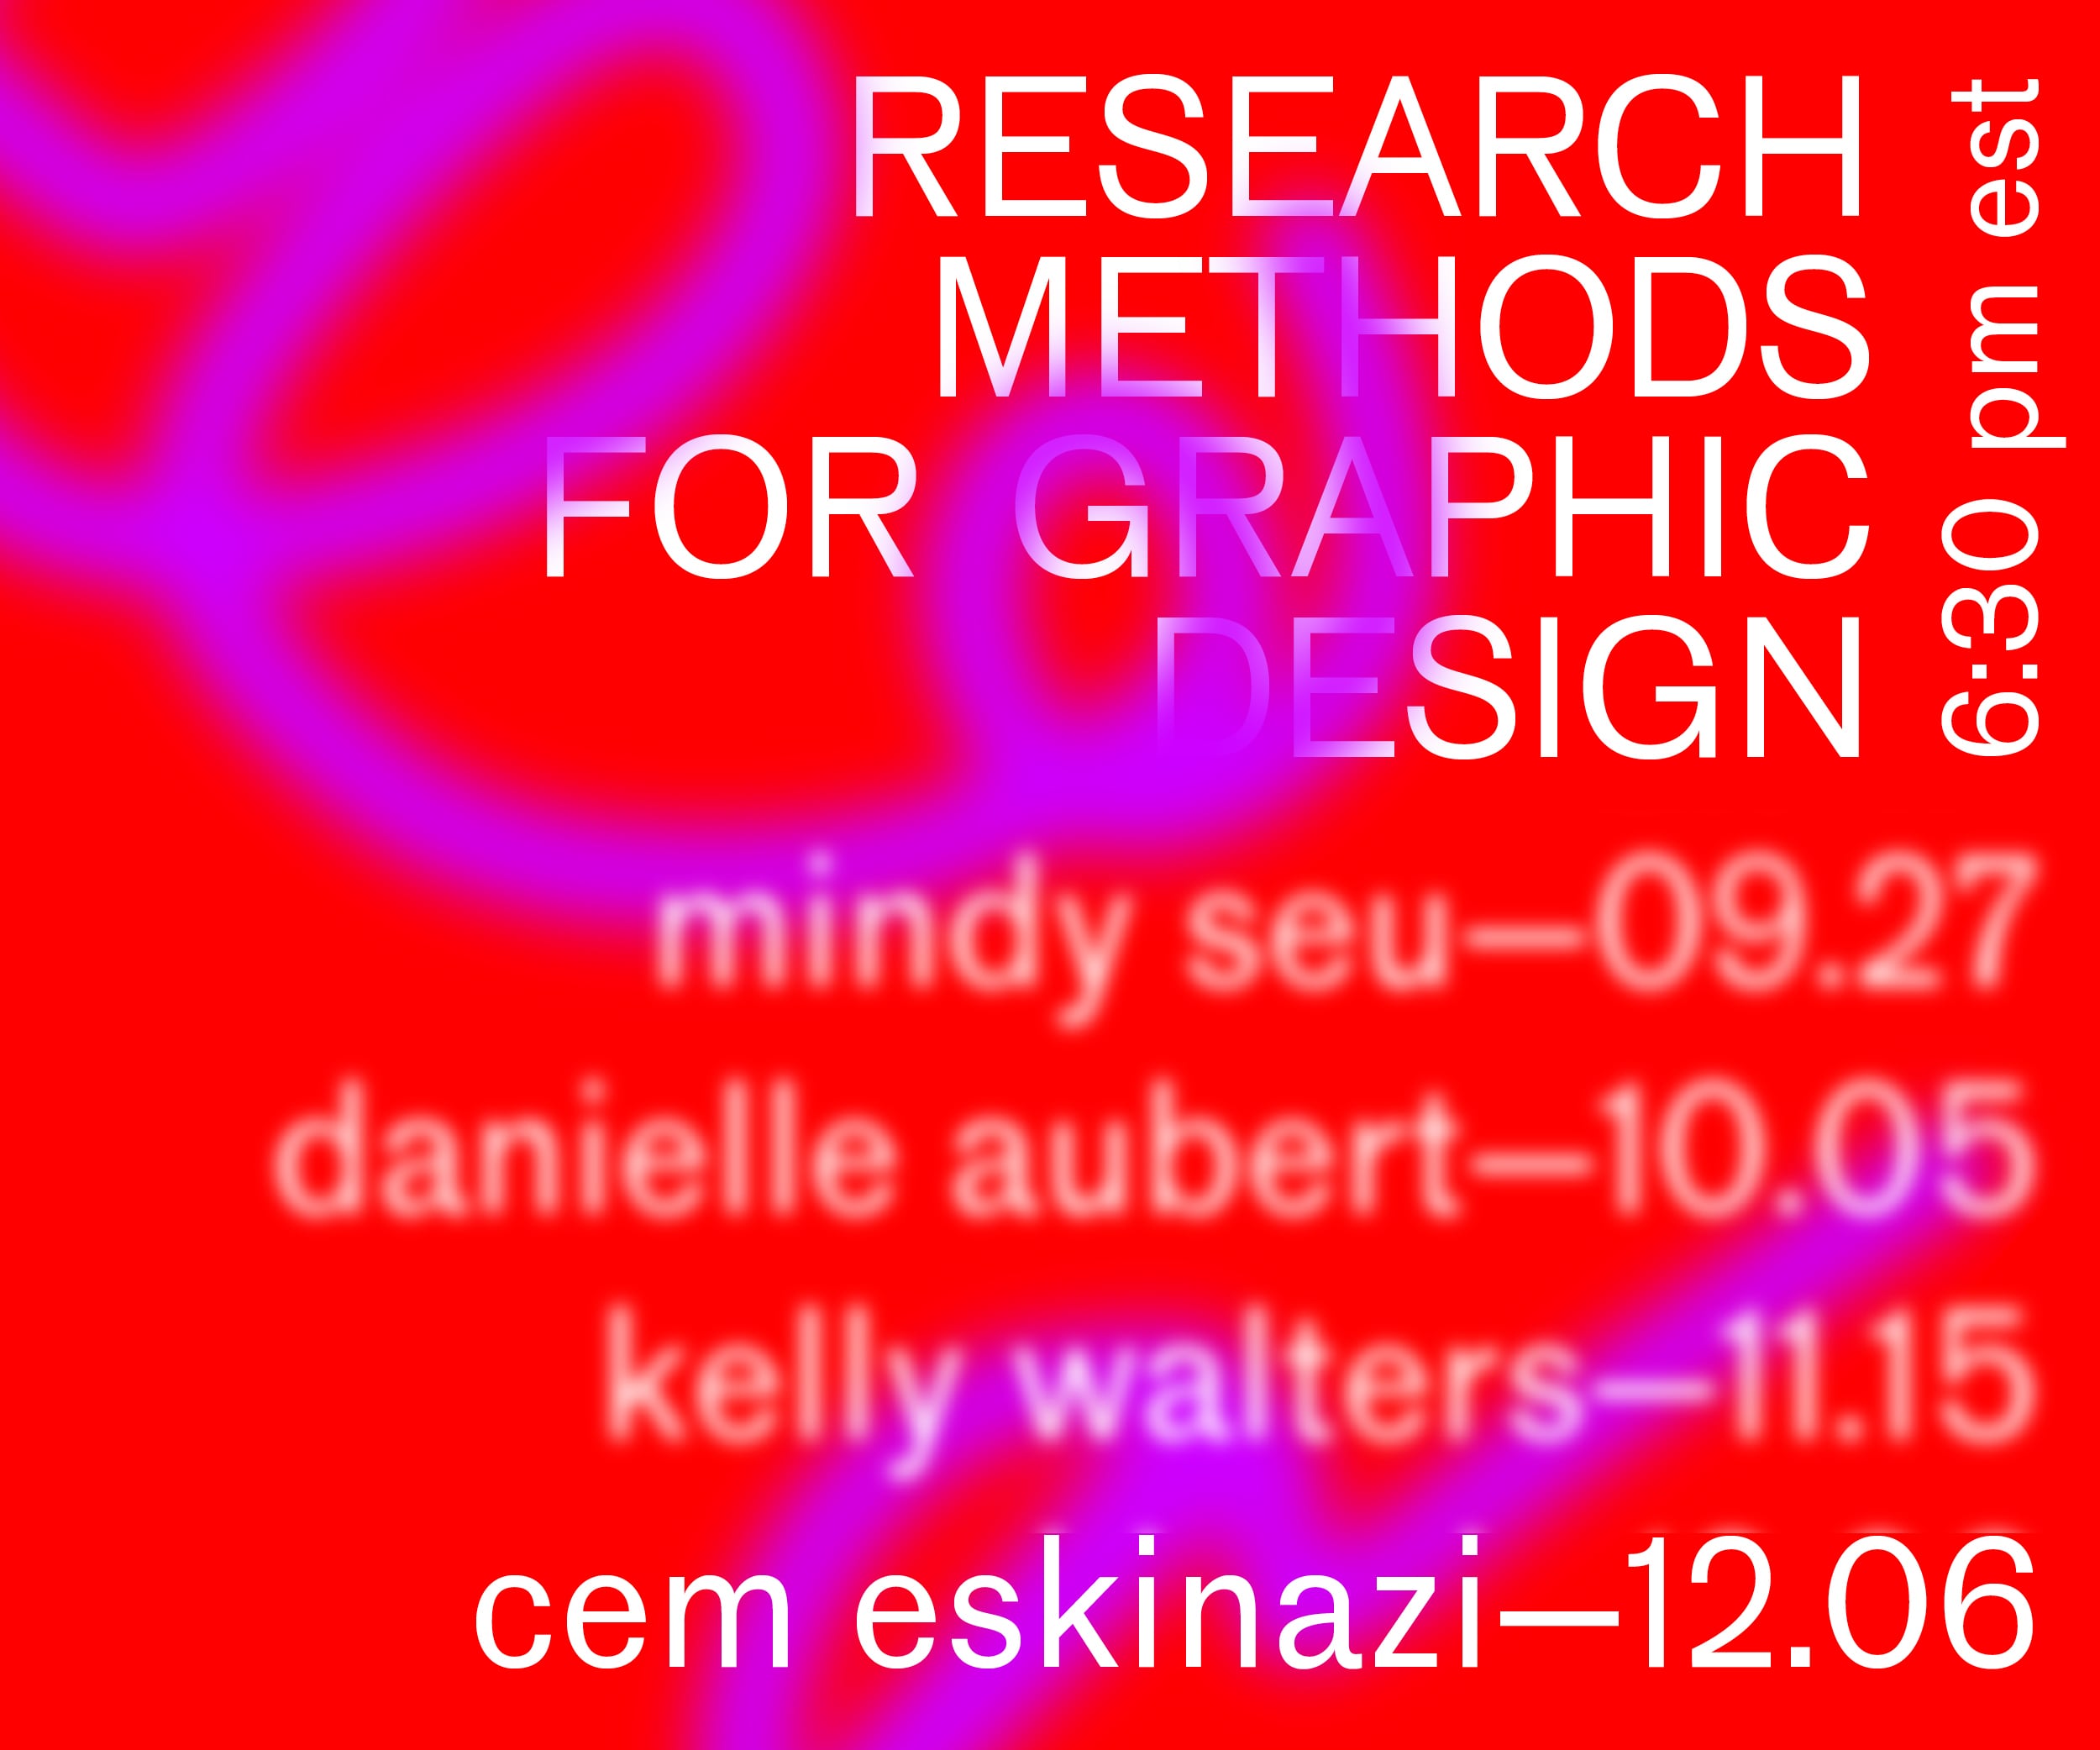 RESEARCH
METHODS
FOR GRAPHIC
DESIGN
6:30 pm est
mindy seu—09.27
danielle aubert—10.05
kelly walters—11.15
cem eskinazi—12.06